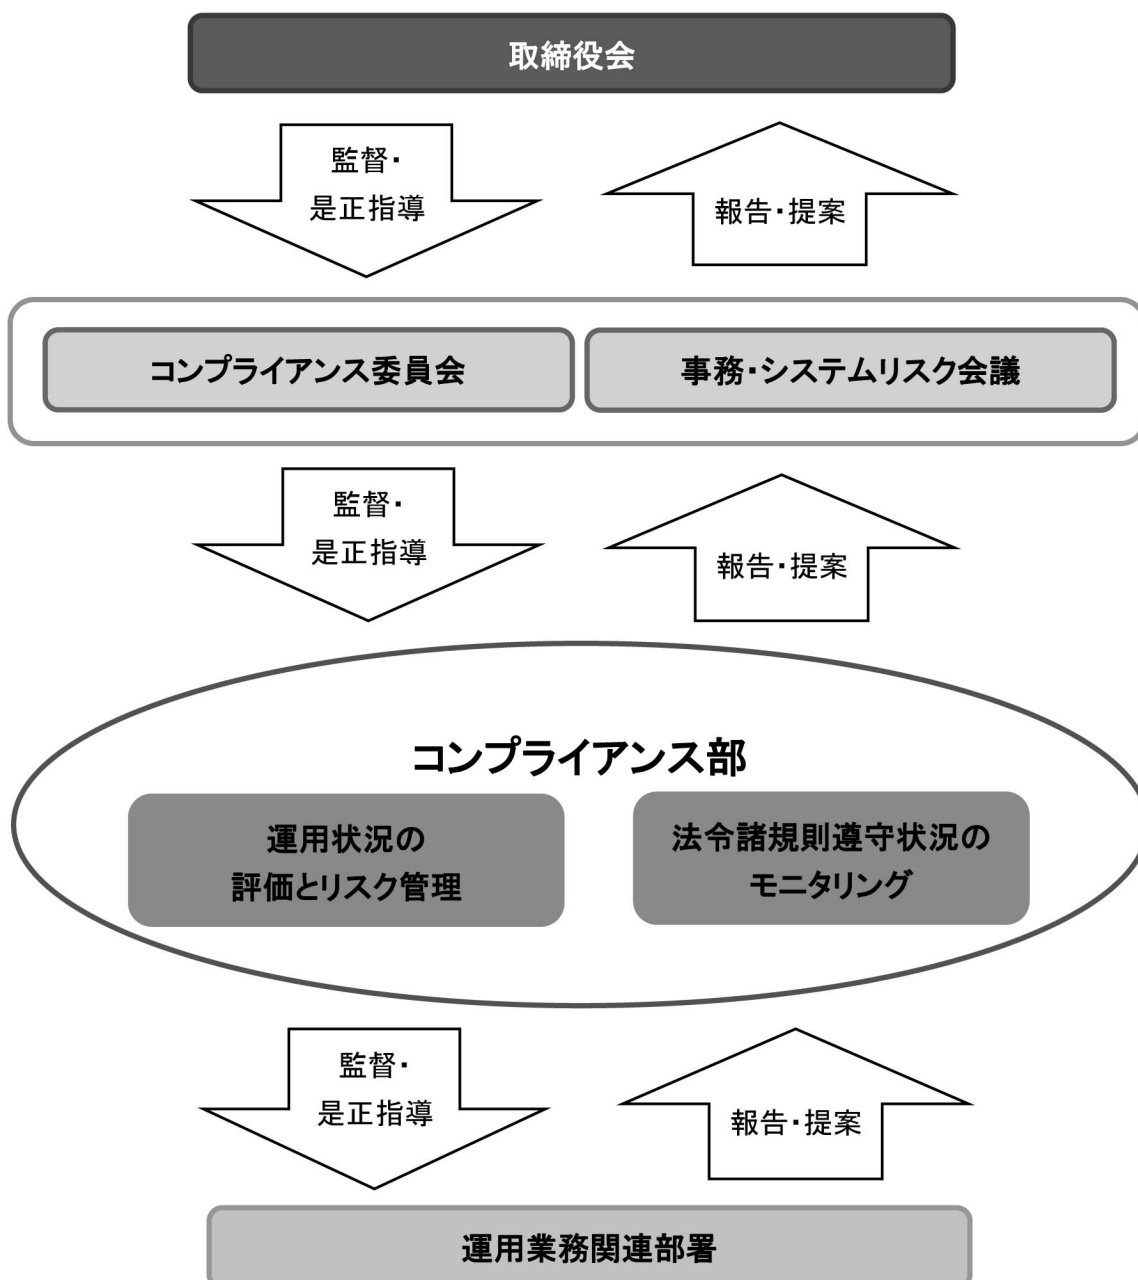 取締役会
監督・
是正指導
報告・提案
コンプライアンス委員会
事務・システムリスク会議
監督・
是正指導
報告・提案
コンプライアンス部
運用状況の
評価とリスク管理
法令諸規則遵守状況の
モニタリング
監督・
是正指導
報告・提案
運用業務関連部署